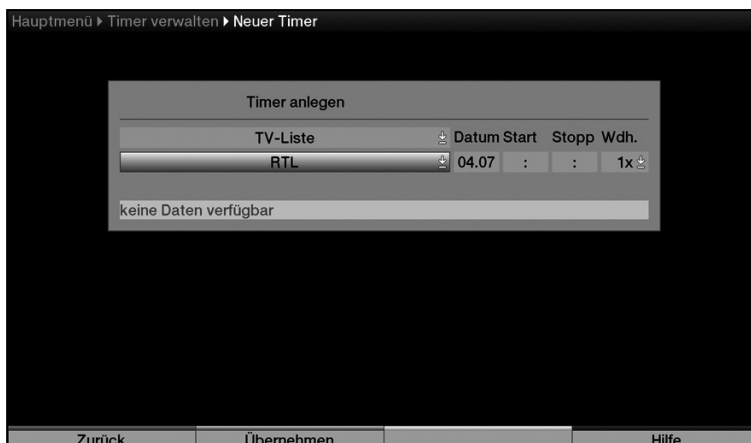 Hauptmenü ▸ Timer verwalten ▸ Neuer Timer
Timer anlegen
TV-Liste Datum Start Stopp Wdh.
RTL 04.07 : : 1x
keine Daten verfügbar
Zurück Übernehmen Hilfe